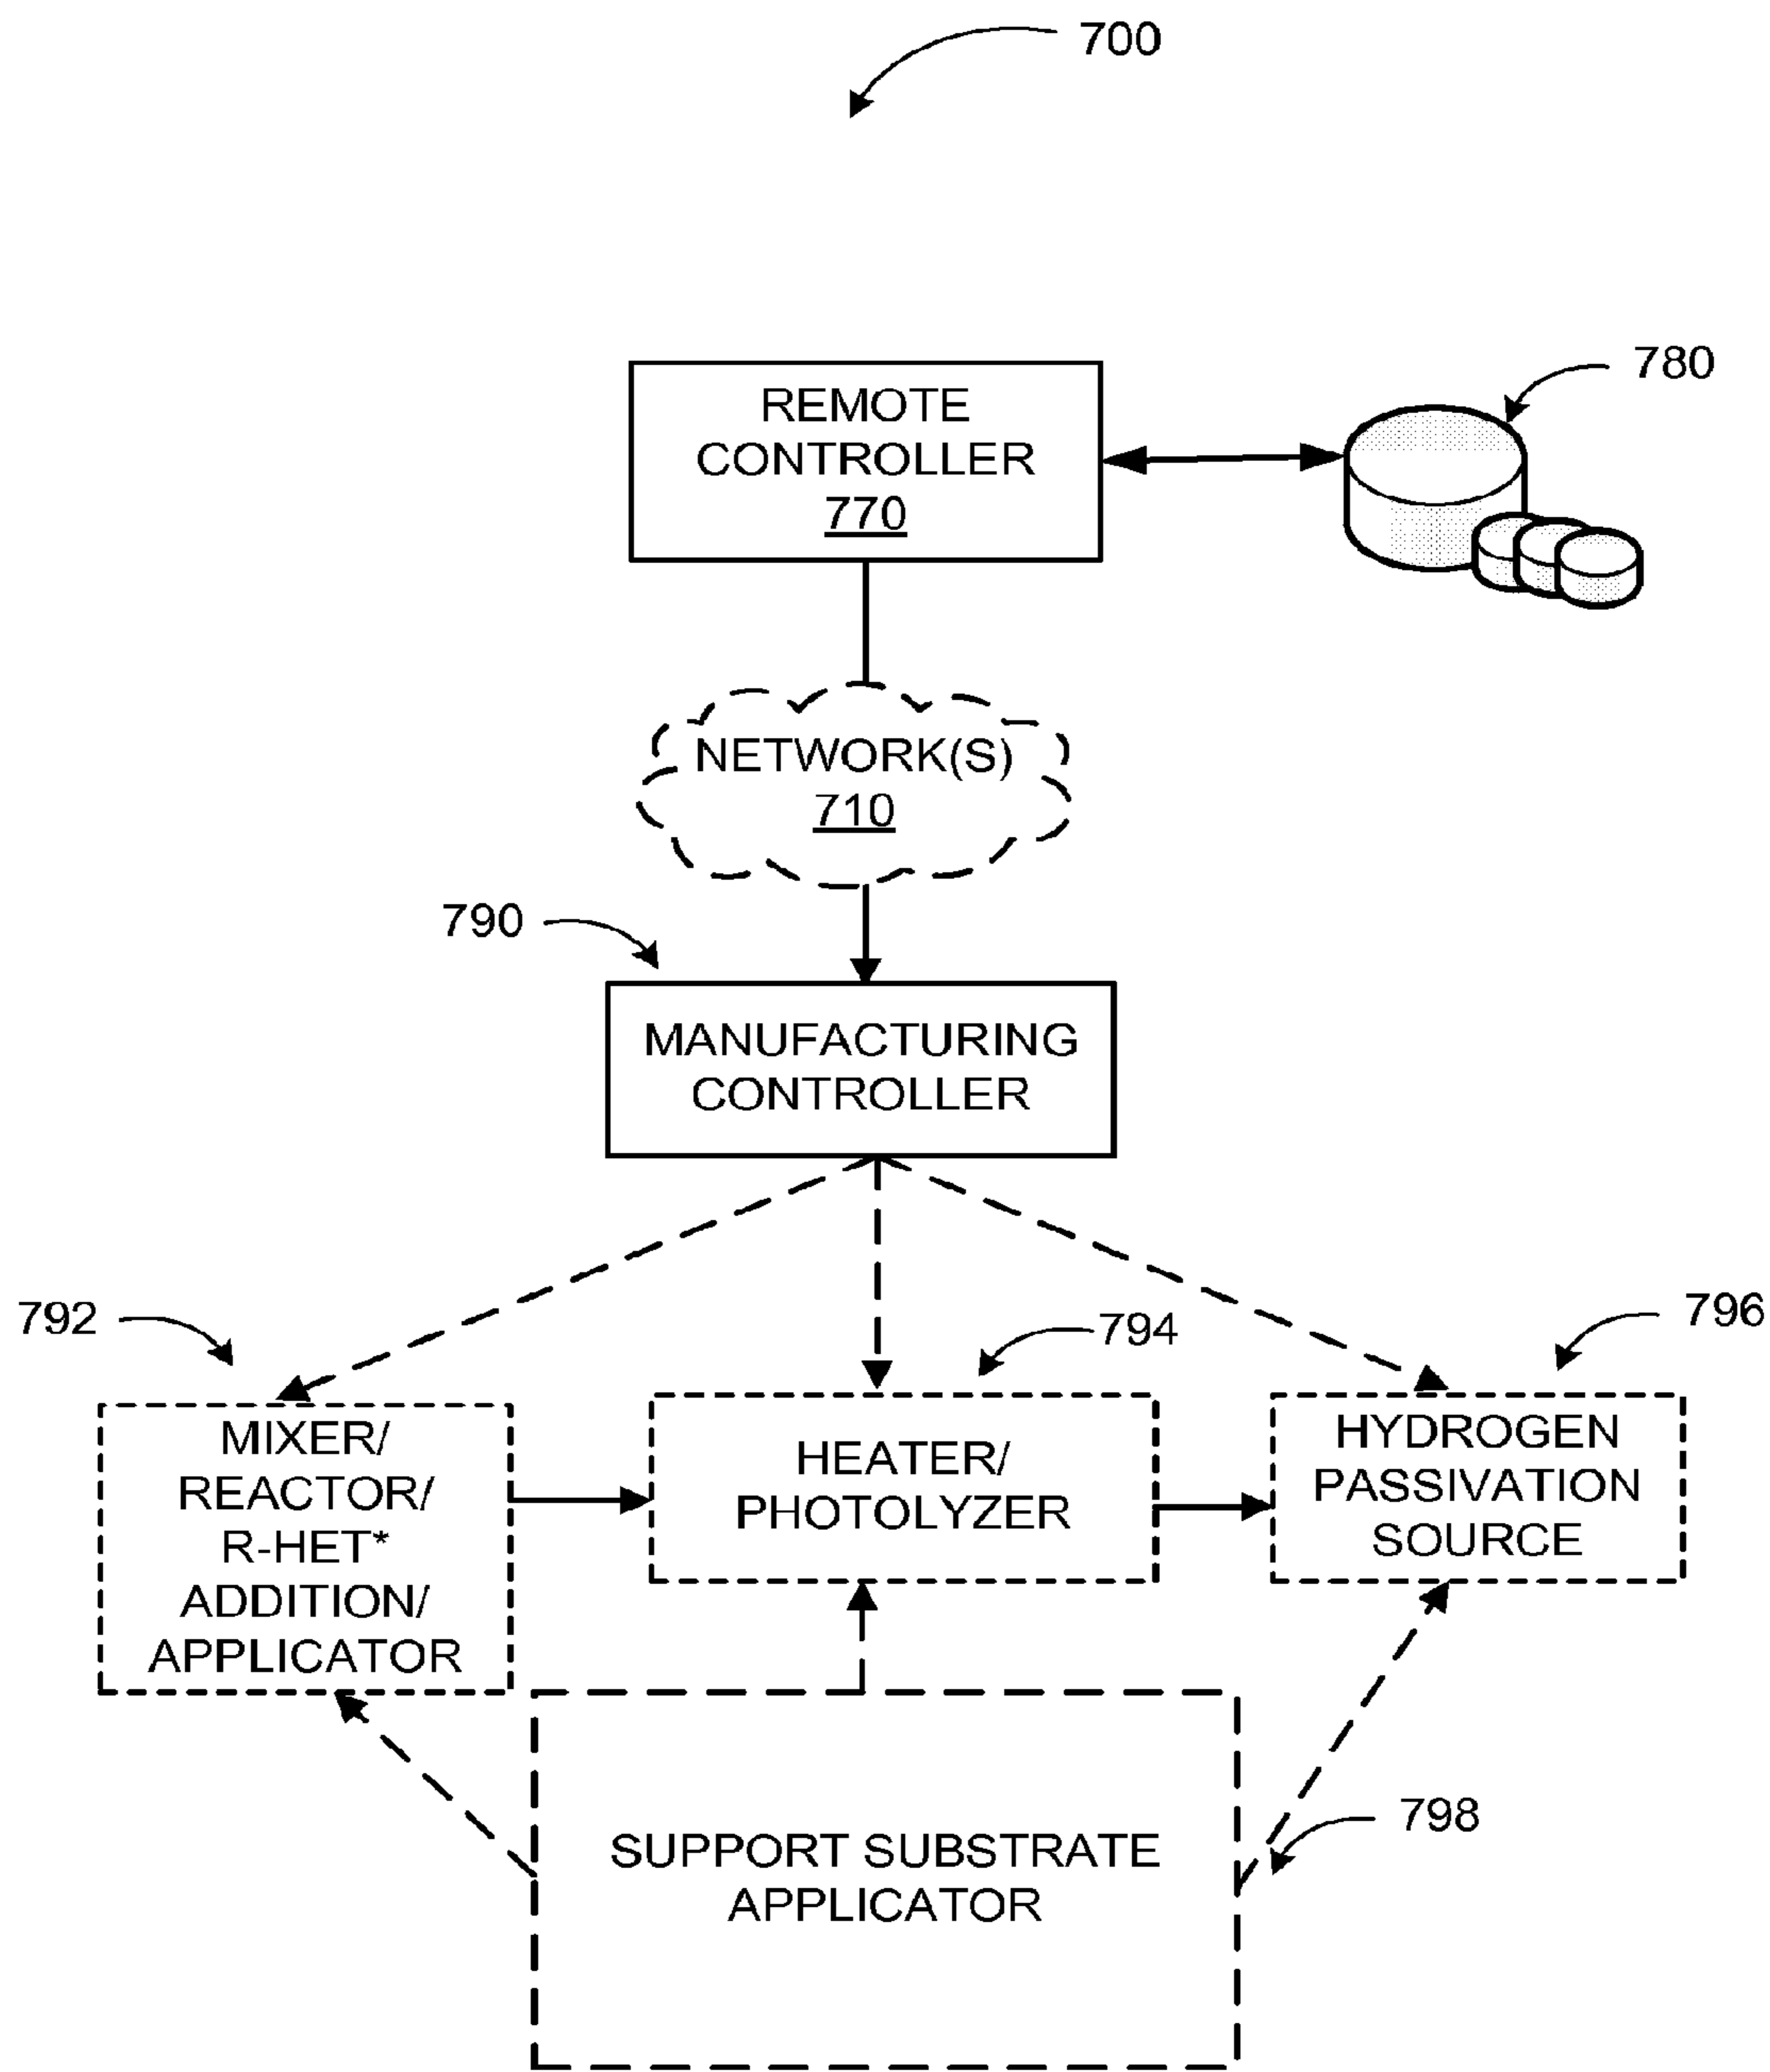 700
780
REMOTE
CONTROLLER
770
NETWORK(S)
710
790
MANUFACTURING
CONTROLLER
792
794
796
MIXER/
REACTOR/
R-HET*
ADDITION/
APPLICATOR
HEATER/
PHOTOLYZER
HYDROGEN
PASSIVATION
SOURCE
798
SUPPORT SUBSTRATE
APPLICATOR